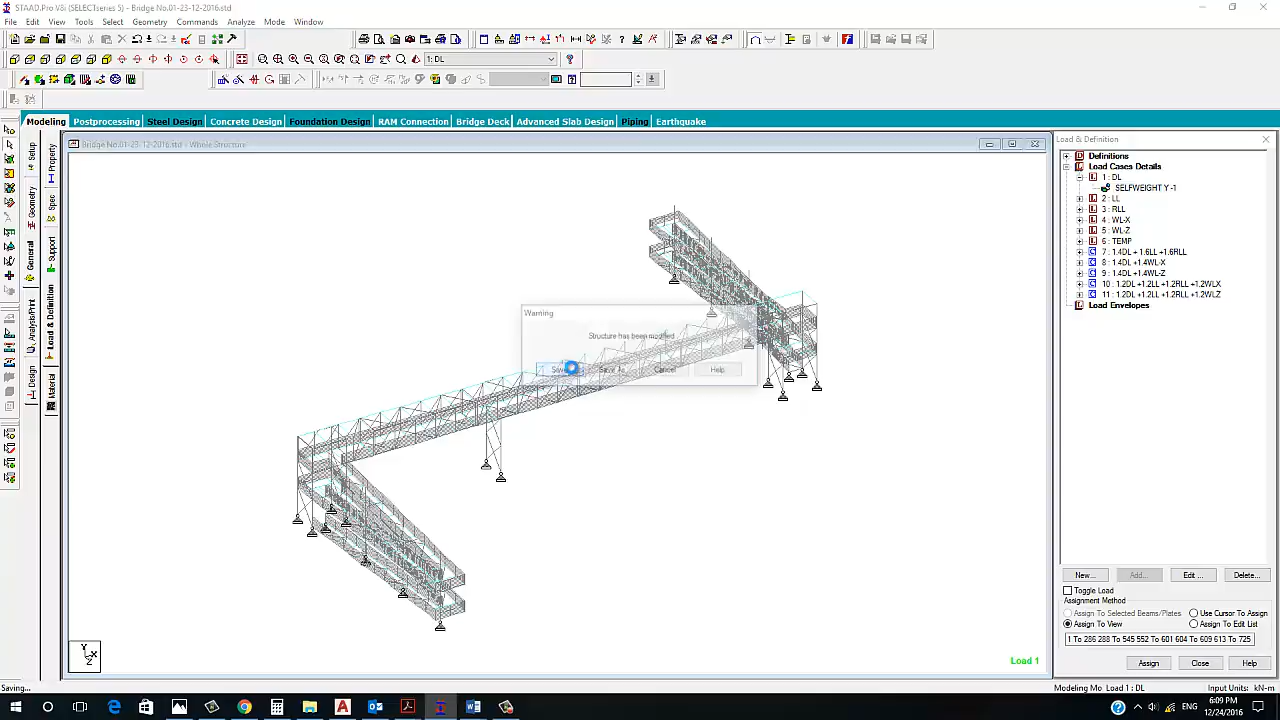 STAAD.Pro V8i (SELECTseries 5) - Bridge No.01-23-12-2016.std
File Edit View Tools Select Geometry Commands Analyze Mode Window
1: DL
Modeling Postprocessing Steel Design Concrete Design Foundation Design RAM Connection Bridge Deck Advanced Slab Design Piping Earthquake
Setup
Geometry
General
Analysis/Print
Design
Property
Spec
Support
Load & Definition
Material
Bridge No.01-23-12-2016.std - Whole Structure
Warning
Structure has been modified
Save
Save As
Cancel
Help
Y
X
Z
Load 1
Load & Definition
Definitions
Load Cases Details
1 : DL
SELFWEIGHT Y -1
2 : LL
3 : RLL
4 : WL-X
5 : WL-Z
6 : TEMP
7 : 1.4DL + 1.6LL +1.6RLL
8 : 1.4DL +1.4WL-X
9 : 1.4DL +1.4WL-Z
10 : 1.2DL +1.2LL +1.2RLL +1.2WLX
11 : 1.2DL +1.2LL +1.2RLL +1.2WLZ
Load Envelopes
New... Add... Edit ... Delete...
Toggle Load
Assignment Method
Assign To Selected Beams/Plates Use Cursor To Assign
Assign To View Assign To Edit List
1 To 286 288 To 545 552 To 601 604 To 609 613 To 725
Assign Close Help
Saving... Modeling Mo Load 1 : DL Input Units: kN-m
ENG
6:09 PM
12/24/2016